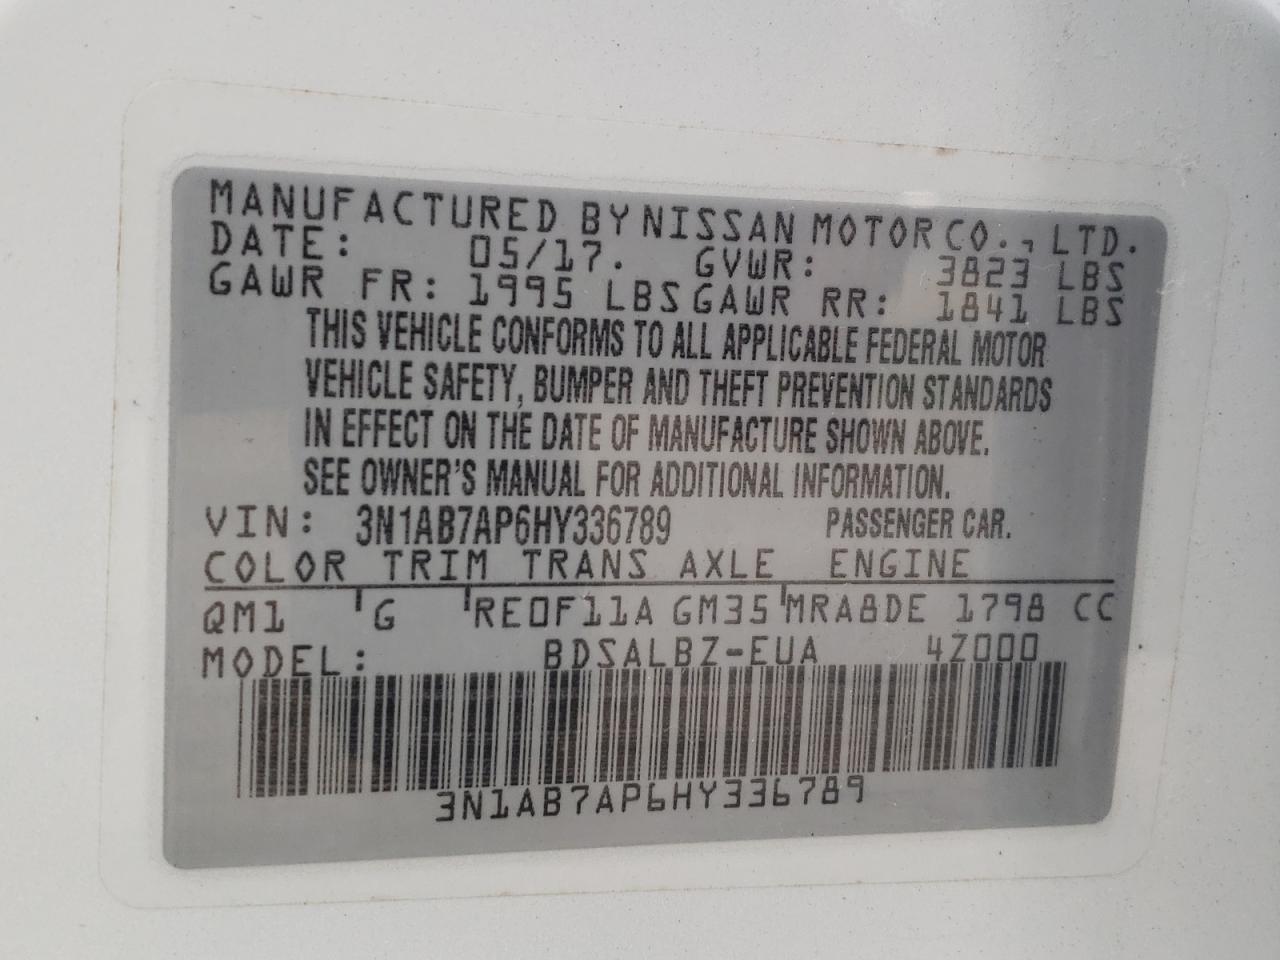 MANUFACTURED BY NISSAN MOTOR CO., LTD.
DATE: 05/17. GVWR: 3823 LBS
GAWR FR: 1995 LBS GAWR RR: 1841 LBS
THIS VEHICLE CONFORMS TO ALL APPLICABLE FEDERAL MOTOR
VEHICLE SAFETY, BUMPER AND THEFT PREVENTION STANDARDS
IN EFFECT ON THE DATE OF MANUFACTURE SHOWN ABOVE.
SEE OWNER'S MANUAL FOR ADDITIONAL INFORMATION.
VIN: 3N1AB7AP6HY336789 PASSENGER CAR.
COLOR TRIM TRANS AXLE ENGINE
QM1 G RE0F11A GM35 MRA8DE 1798 CC
MODEL: BDSALBZ-EUA 4Z000
3N1AB7AP6HY336789